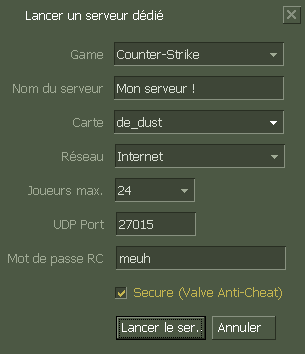 Lancer un serveur dédié
Game Counter-Strike
Nom du serveur Mon serveur !
Carte de_dust
Réseau Internet
Joueurs max. 24
UDP Port 27015
Mot de passe RC meuh
Secure (Valve Anti-Cheat)
Lancer le ser.. Annuler